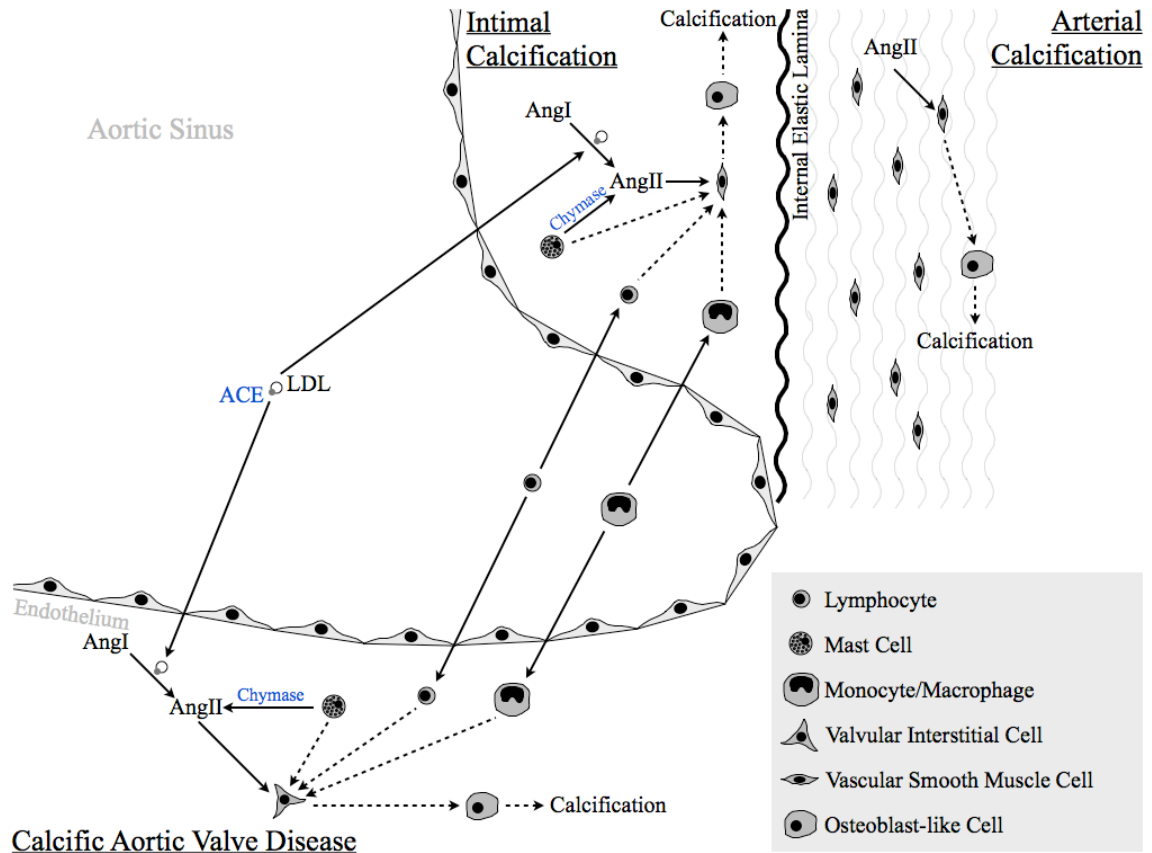 Intimal
Calcification
Calcification
Internal Elastic Lamina
AngII
Arterial
Calcification
Aortic Sinus
AngI
AngII
Chymase
Calcification
ACE
LDL
Endothelium
AngI
AngII
Chymase
Calcification
Calcific Aortic Valve Disease
Lymphocyte
Mast Cell
Monocyte/Macrophage
Valvular Interstitial Cell
Vascular Smooth Muscle Cell
Osteoblast-like Cell